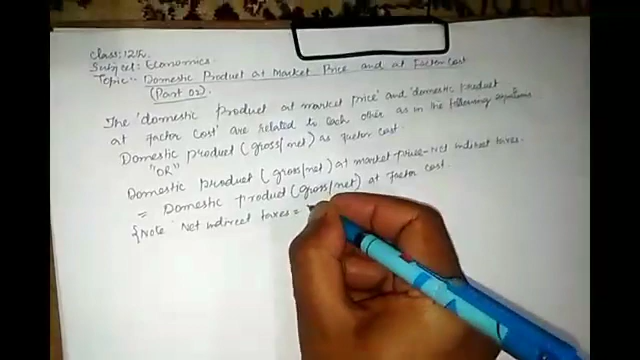 Class: 12th
Subject: Economics.
Topic:- Domestic Product at Market Price and at Factor Cost
(Part 02).
The 'domestic product at market price' and 'domestic product
at factor cost' are related to each other as in the following equations
Domestic product (gross/net) as factor cost.
"OR"
Domestic product (gross/net) at market price-Net indirect taxes.
= Domestic product (gross/net) at factor cost.
{Note Net indirect taxes =